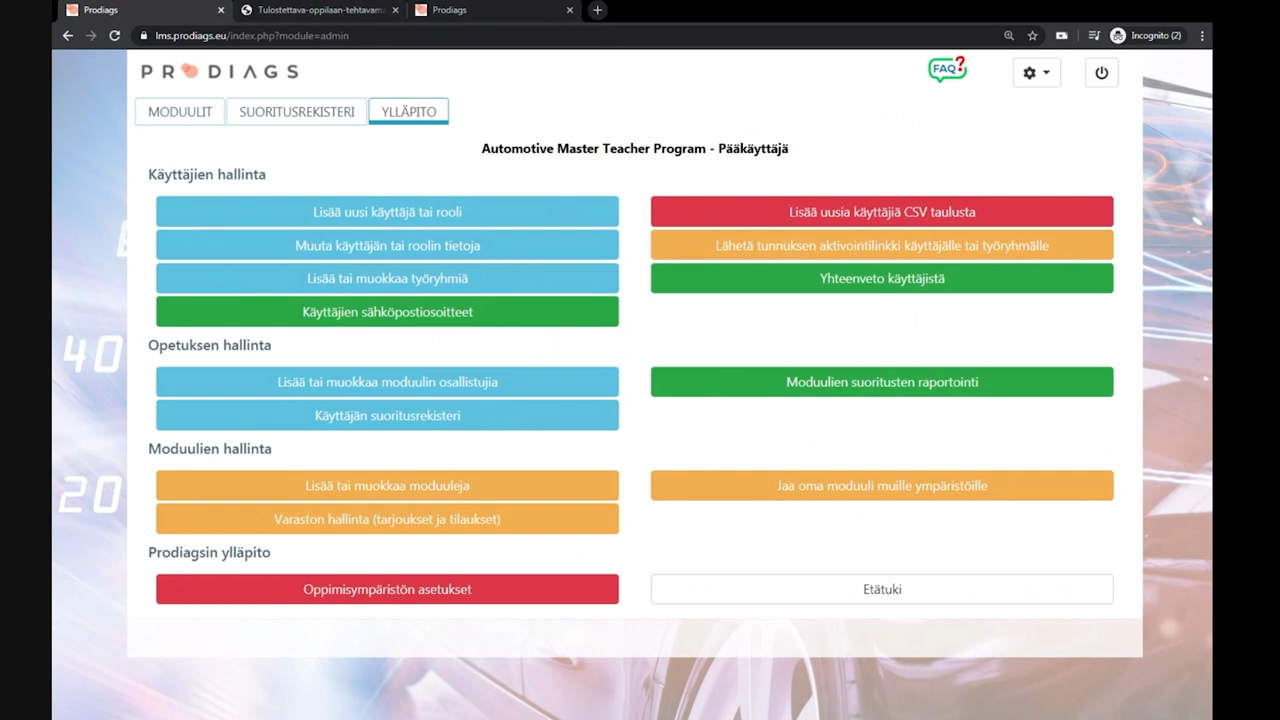 Prodiags
Tulostettava-oppilaan-tehtavamo
Prodiags
lms.prodiags.eu/index.php?module=admin
Incognito (2)
PRODIAGS
FAQ?
MODUULIT
SUORITUSREKISTERI
YLLÄPITO
Automotive Master Teacher Program - Pääkäyttäjä
Käyttäjien hallinta
Lisää uusi käyttäjä tai rooli
Lisää uusia käyttäjiä CSV taulusta
Muuta käyttäjän tai roolin tietoja
Lähetä tunnuksen aktivointilinkki käyttäjälle tai työryhmälle
Lisää tai muokkaa työryhmiä
Yhteenveto käyttäjistä
Käyttäjien sähköpostiosoitteet
Opetuksen hallinta
Lisää tai muokkaa moduulin osallistujia
Moduulien suoritusten raportointi
Käyttäjän suoritusrekisteri
Moduulien hallinta
Lisää tai muokkaa moduuleja
Jaa oma moduuli muille ympäristöille
Varaston hallinta (tarjoukset ja tilaukset)
Prodiagsin ylläpito
Oppimisympäristön asetukset
Etätuki
40
20